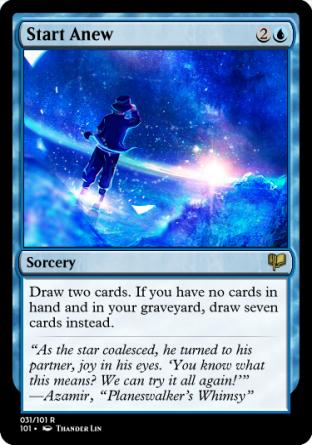 Start Anew 2
Sorcery
Draw two cards. If you have no cards in
hand and in your graveyard, draw seven
cards instead.
“As the star coalesced, he turned to his
partner, joy in his eyes. ‘You know what
this means? We can try it all again!’”
—Azamir, “Planeswalker’s Whimsy”
031/101 R
101 • Thander Lin